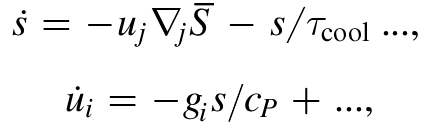 ṡ = −u_j ∇_j S̅ − s/τ_cool ...,
u̇_i = −g_i s/c_P + ...,